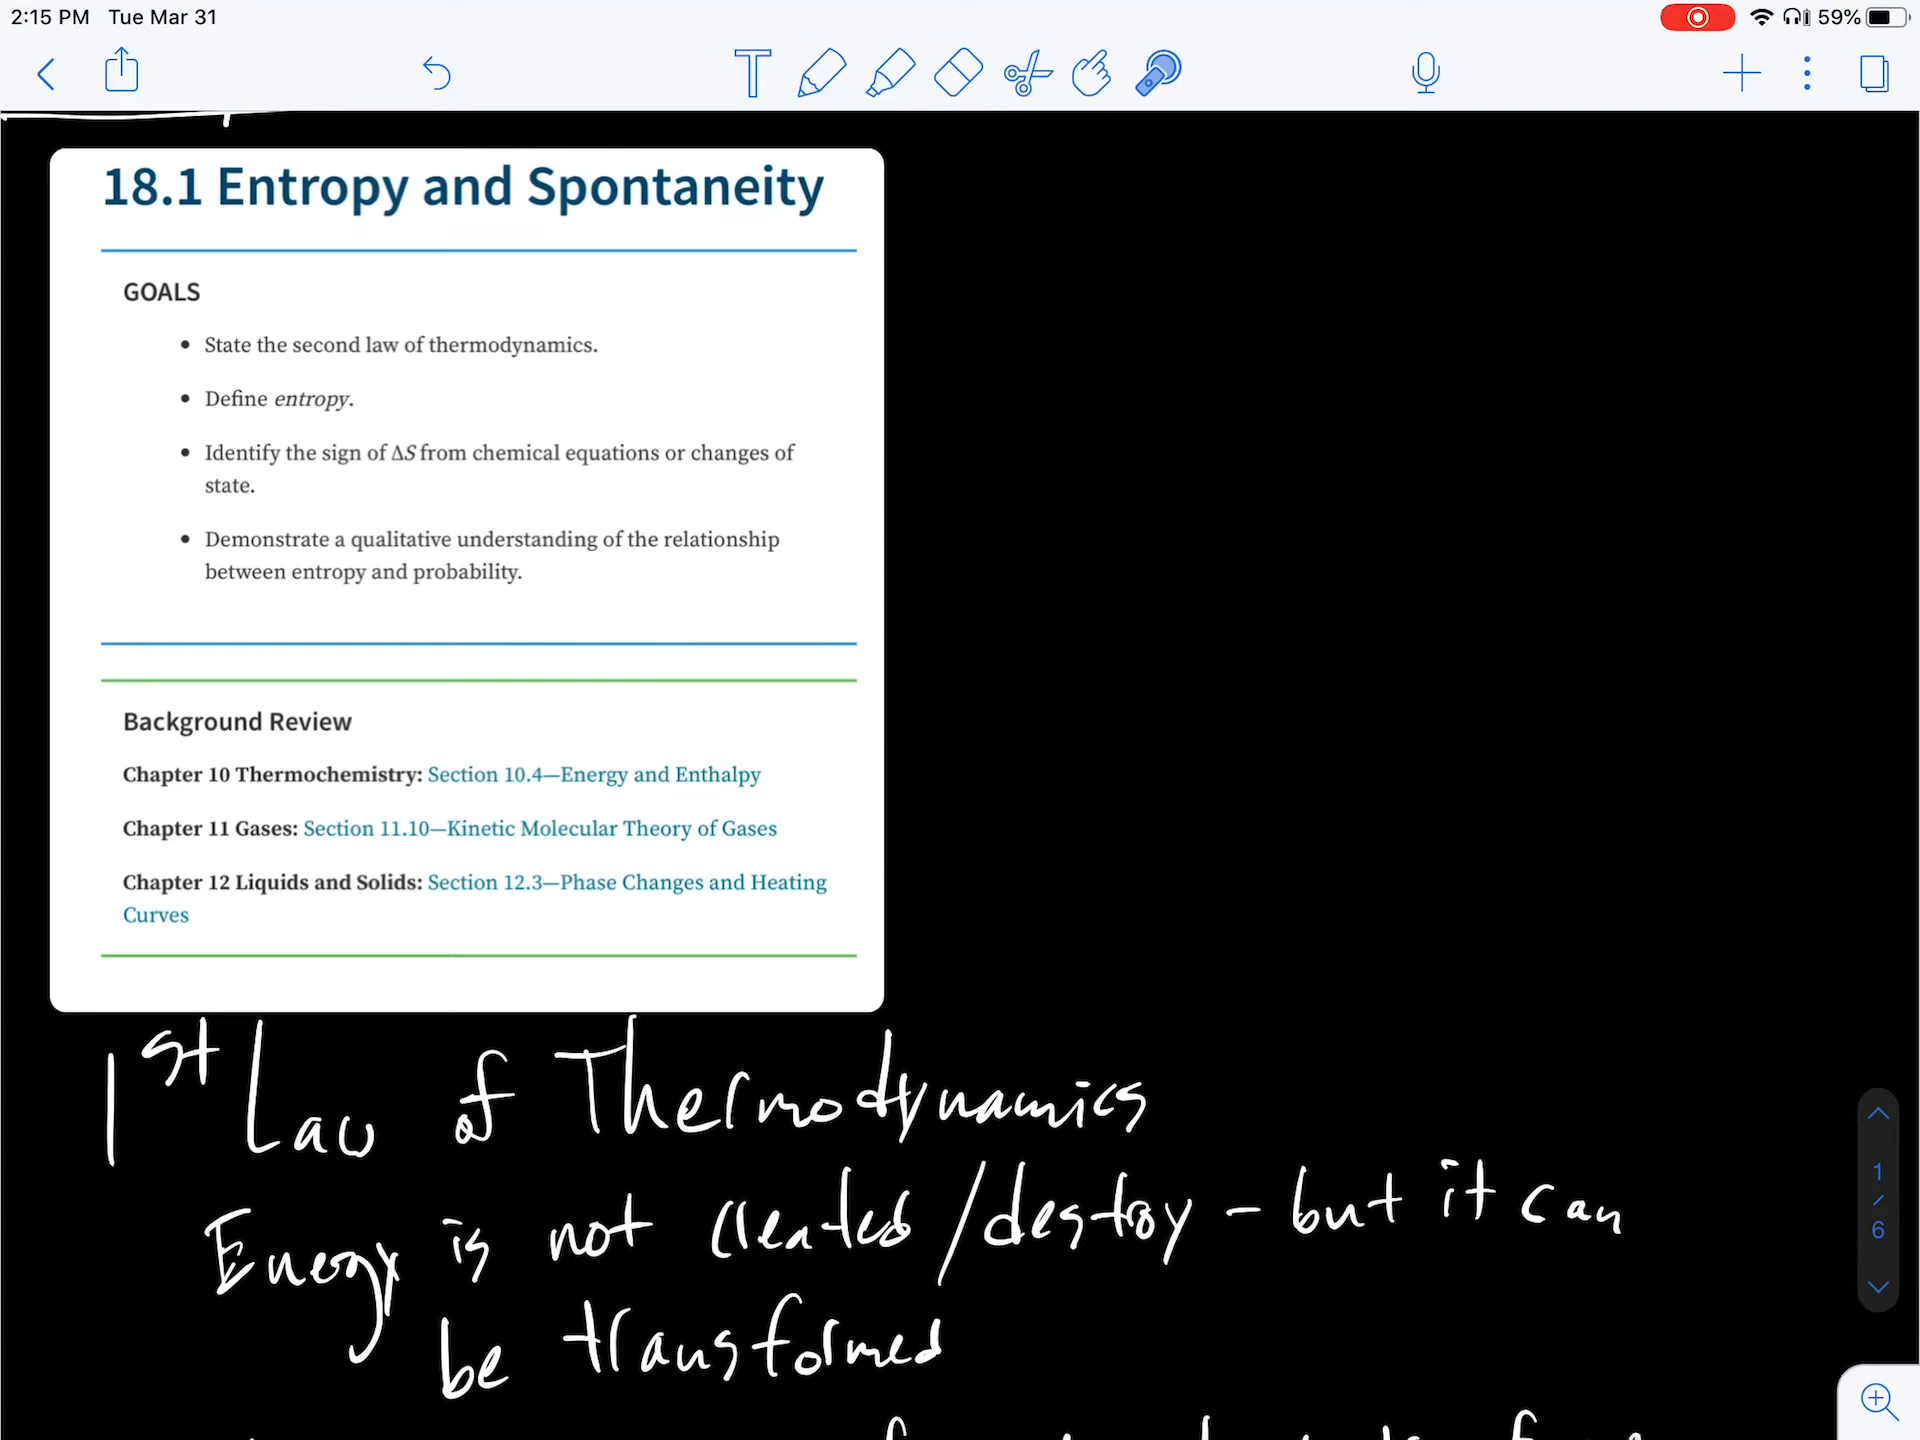 2:15 PM Tue Mar 31 59%
18.1 Entropy and Spontaneity
GOALS
• State the second law of thermodynamics.
• Define entropy.
• Identify the sign of ΔS from chemical equations or changes of
state.
• Demonstrate a qualitative understanding of the relationship
between entropy and probability.
Background Review
Chapter 10 Thermochemistry: Section 10.4—Energy and Enthalpy
Chapter 11 Gases: Section 11.10—Kinetic Molecular Theory of Gases
Chapter 12 Liquids and Solids: Section 12.3—Phase Changes and Heating
Curves
1st Law of Thermodynamics
Energy is not created/destroy - but it can
be transformed
1
/
6